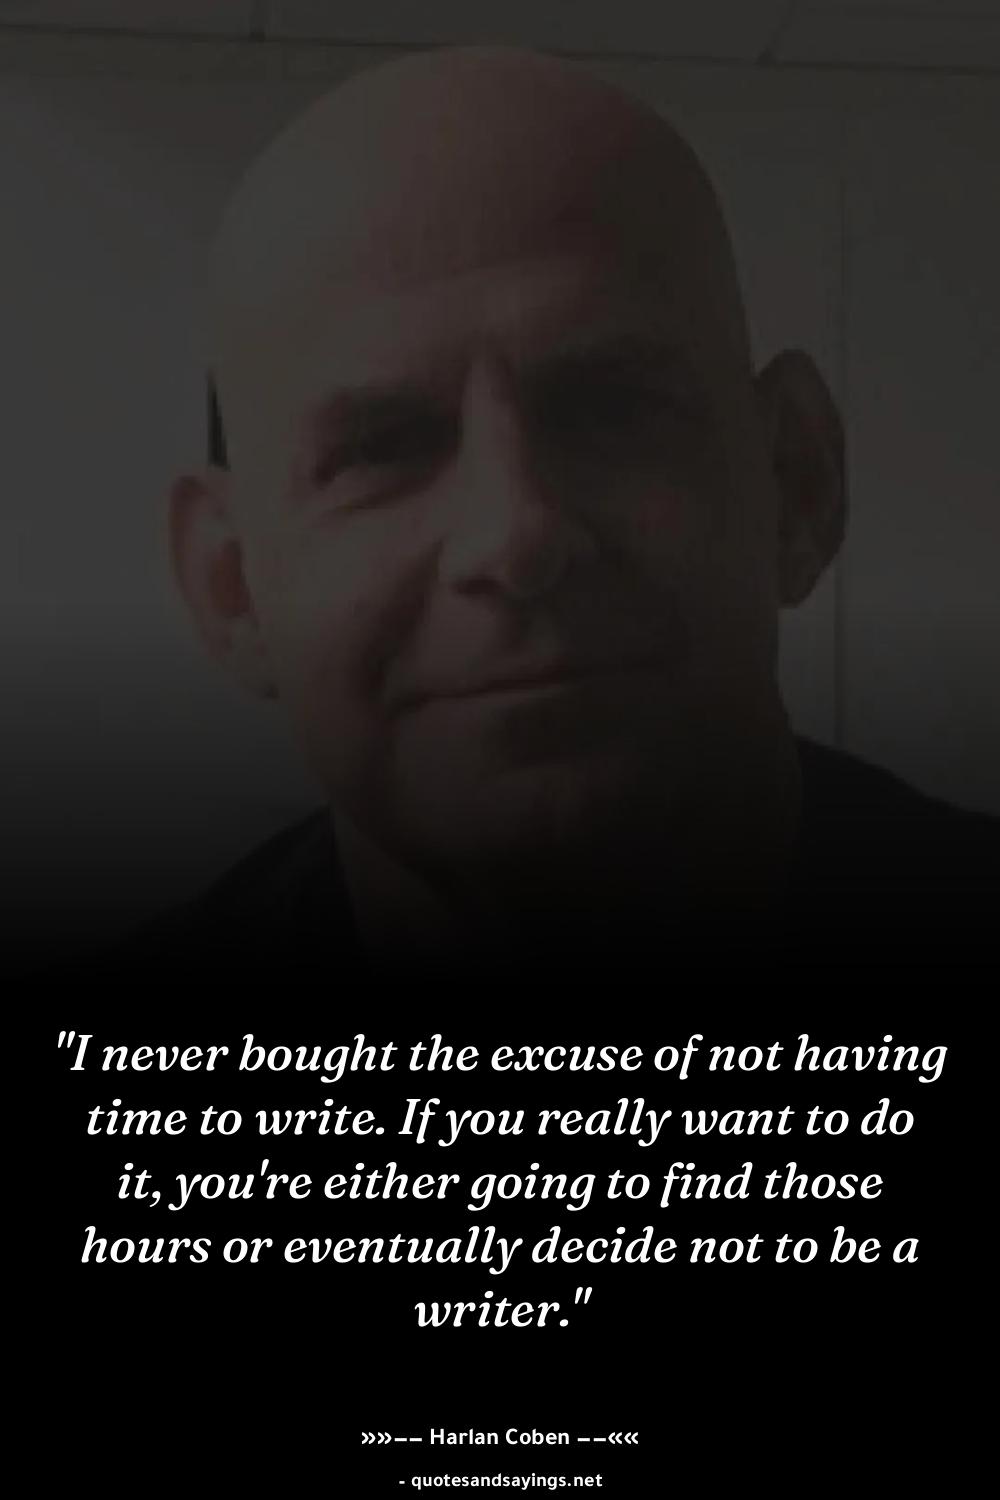 "I never bought the excuse of not having
time to write. If you really want to do
it, you're either going to find those
hours or eventually decide not to be a
writer."
»»−− Harlan Coben −−««
- quotesandsayings.net